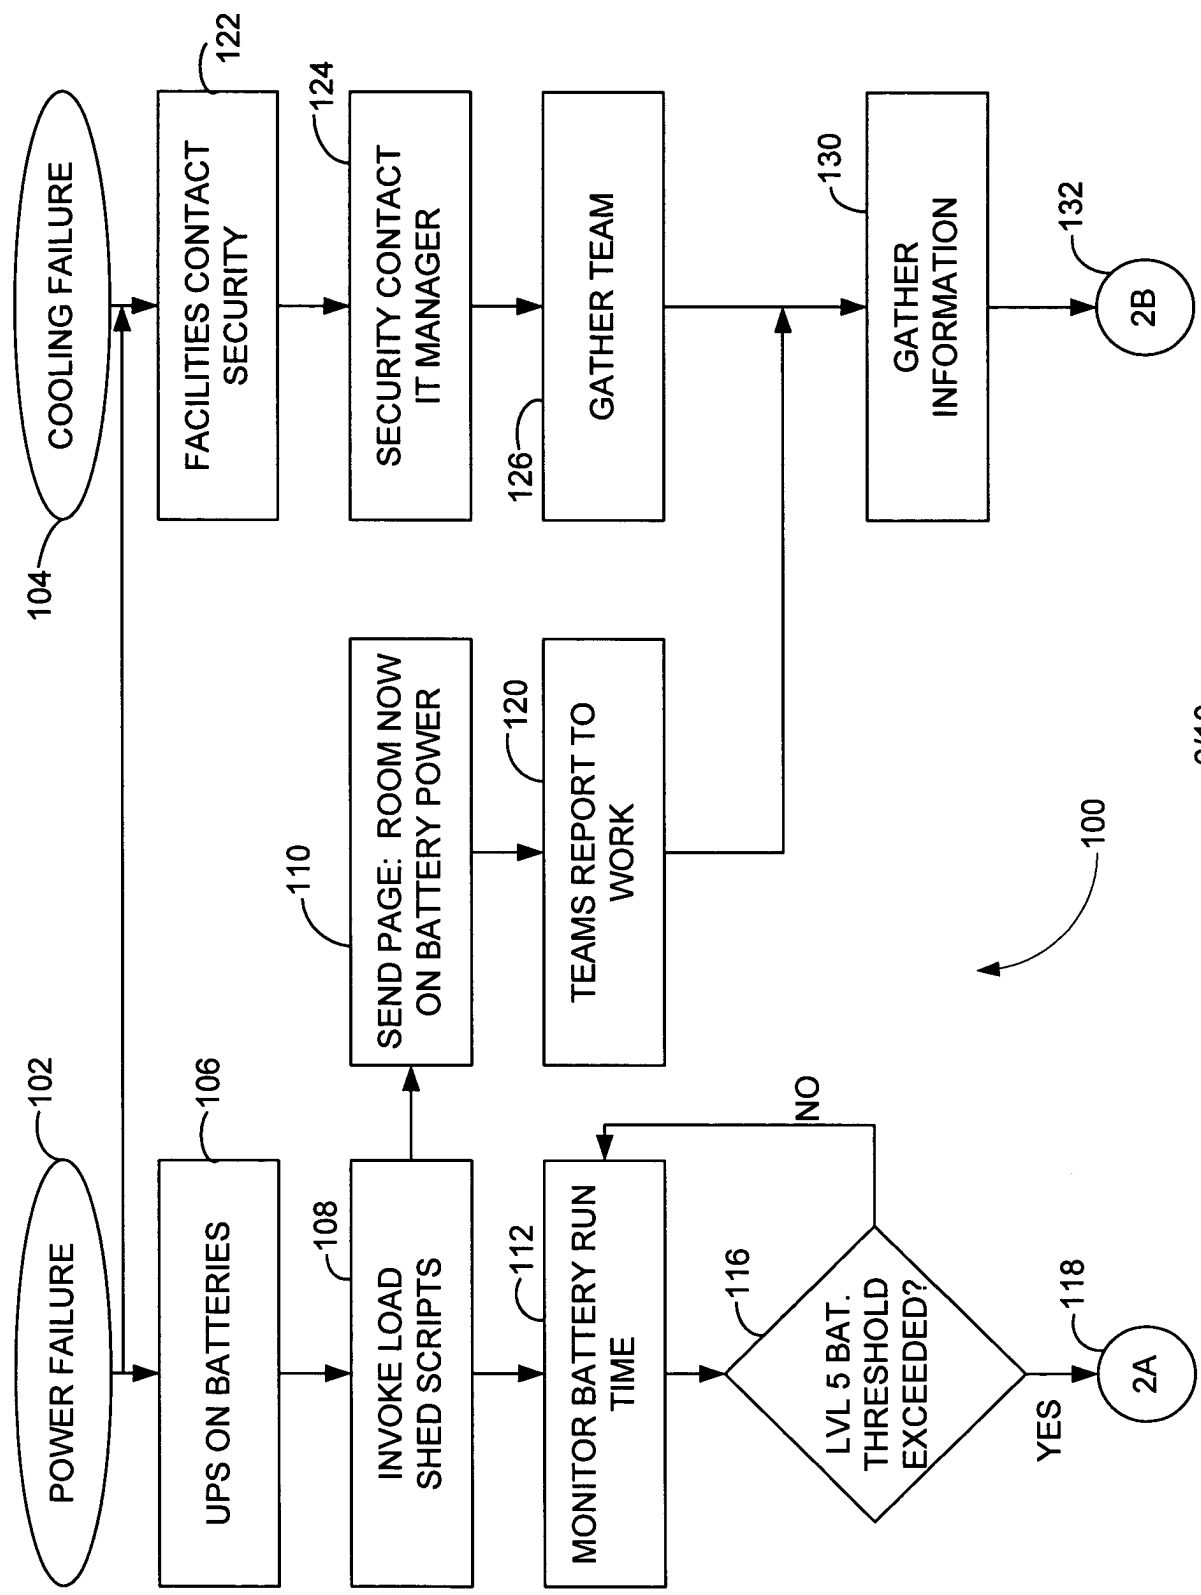 POWER FAILURE
102
COOLING FAILURE
104
UPS ON BATTERIES
106
FACILITIES CONTACT
SECURITY
122
INVOKE LOAD
SHED SCRIPTS
108
SEND PAGE: ROOM NOW
ON BATTERY POWER
110
SECURITY CONTACT
IT MANAGER
124
MONITOR BATTERY RUN
TIME
112
TEAMS REPORT TO
WORK
120
GATHER TEAM
126
LVL 5 BAT.
THRESHOLD
EXCEEDED?
116
NO
YES
GATHER
INFORMATION
130
2A
118
100
2B
132